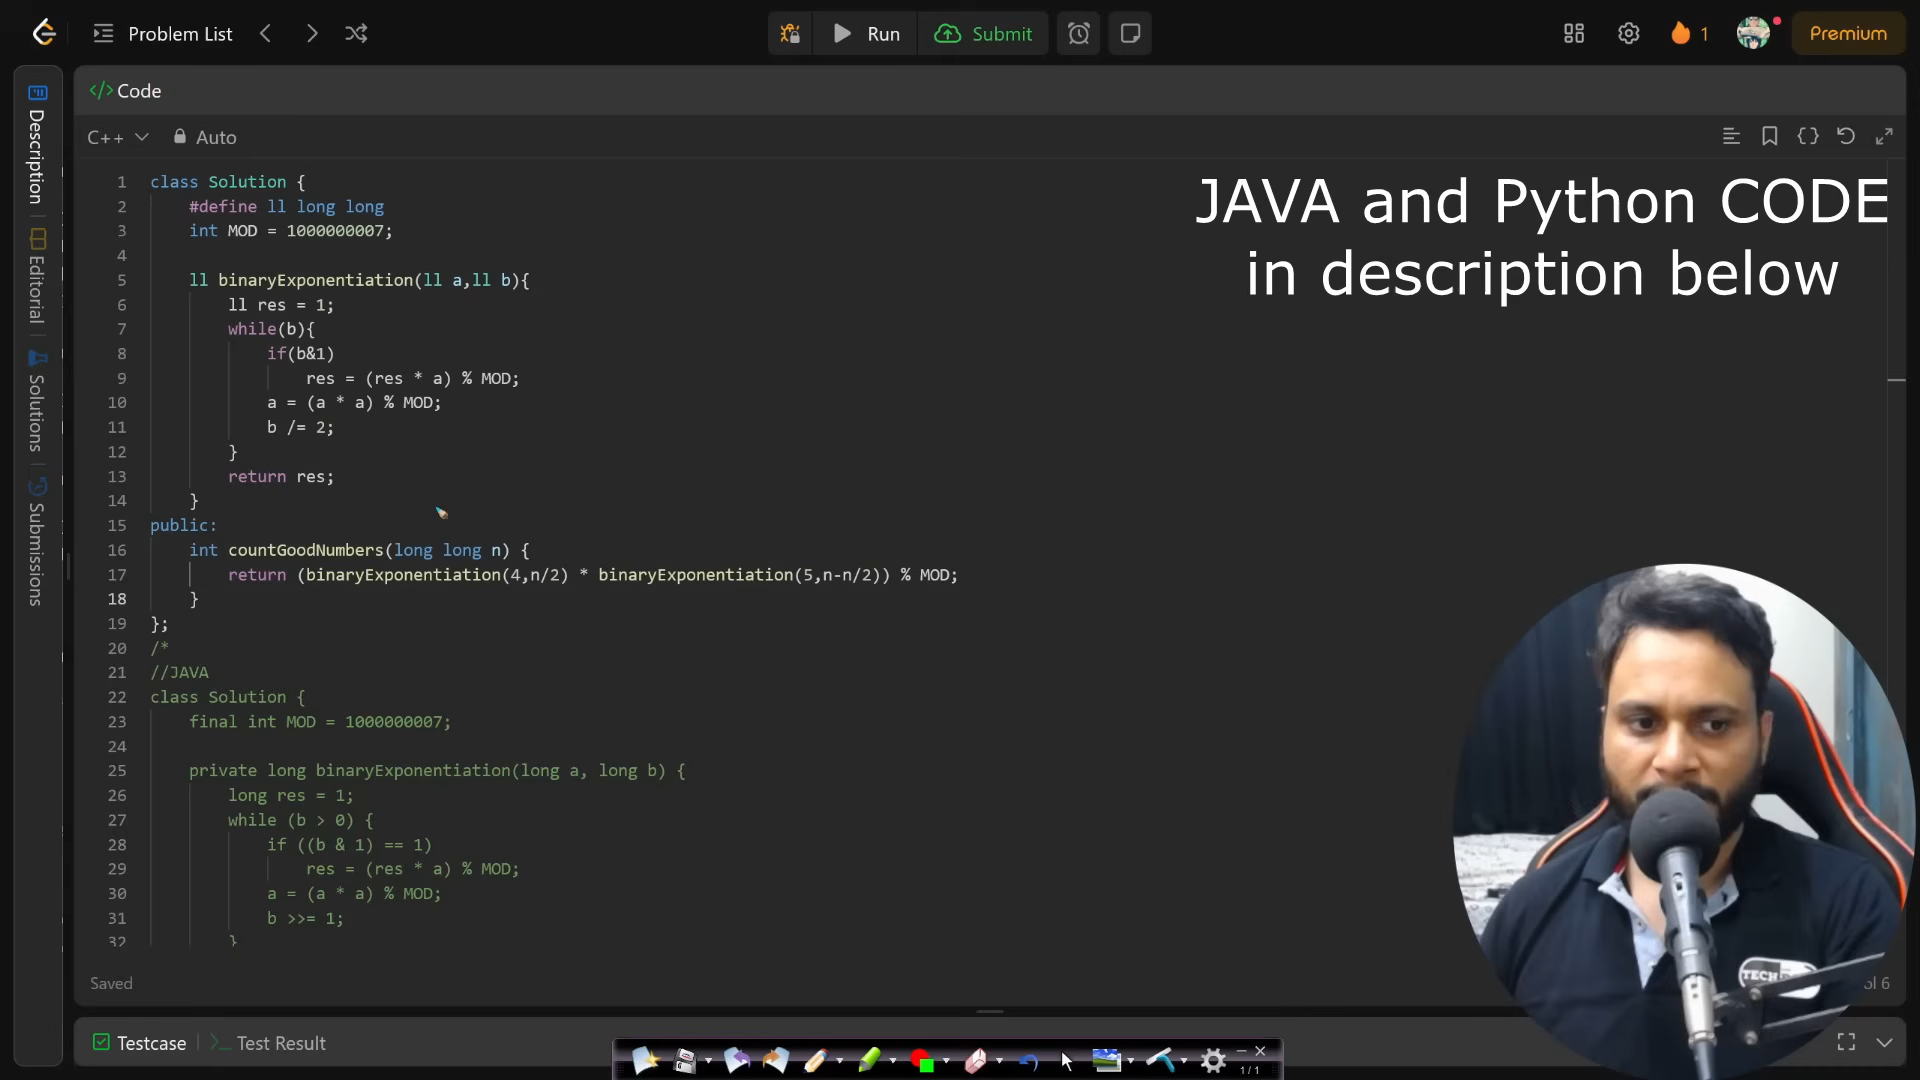 Problem List
Run
Submit
1
Premium
Description
Editorial
Solutions
Submissions
</> Code
C++
Auto
JAVA and Python CODE
in description below
1 class Solution {
2 #define ll long long
3 int MOD = 1000000007;
4
5 ll binaryExponentiation(ll a,ll b){
6 ll res = 1;
7 while(b){
8 if(b&1)
9 res = (res * a) % MOD;
10 a = (a * a) % MOD;
11 b /= 2;
12 }
13 return res;
14 }
15 public:
16 int countGoodNumbers(long long n) {
17 return (binaryExponentiation(4,n/2) * binaryExponentiation(5,n-n/2)) % MOD;
18 }
19 };
20 /*
21 //JAVA
22 class Solution {
23 final int MOD = 1000000007;
24
25 private long binaryExponentiation(long a, long b) {
26 long res = 1;
27 while (b > 0) {
28 if ((b & 1) == 1)
29 res = (res * a) % MOD;
30 a = (a * a) % MOD;
31 b >>= 1;
32 }
Saved
ol 6
Testcase
Test Result
1/1